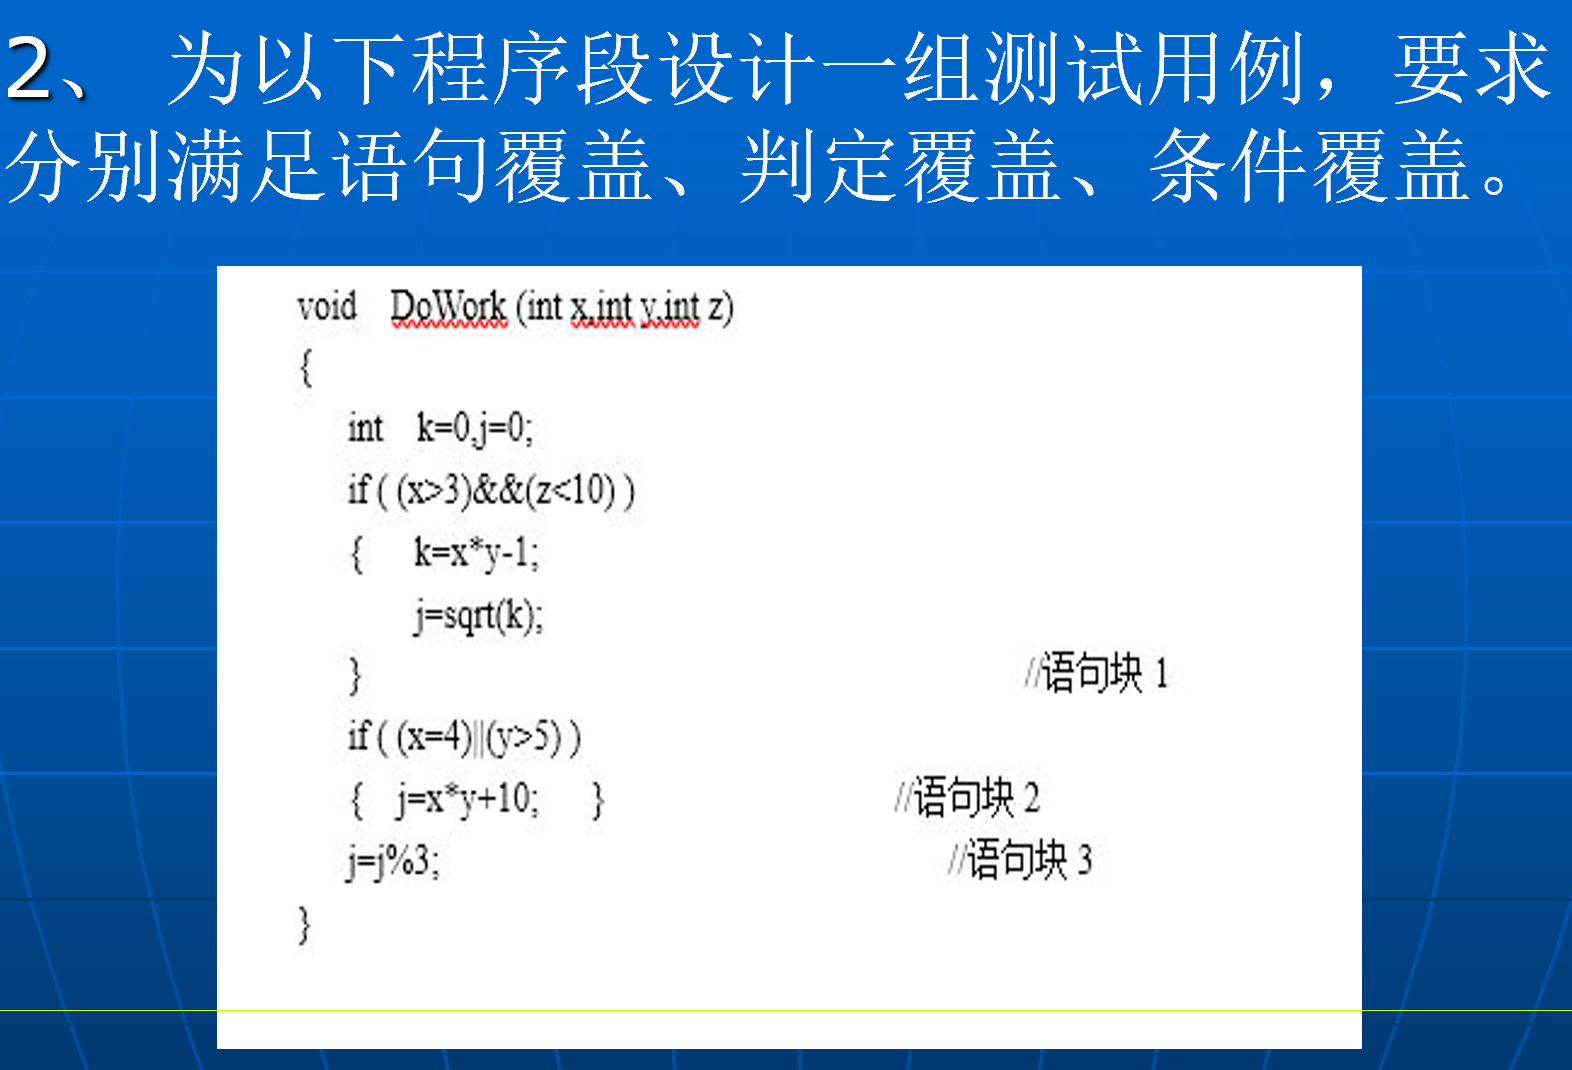 2、 为以下程序段设计一组测试用例，要求
分别满足语句覆盖、判定覆盖、条件覆盖。
void DoWork (int x,int y,int z)
{
int k=0,j=0;
if ( (x>3)&&(z<10) )
{ k=x*y-1;
j=sqrt(k);
} //语句块 1
if ( (x=4)||(y>5) )
{ j=x*y+10; } //语句块 2
j=j%3; //语句块 3
}